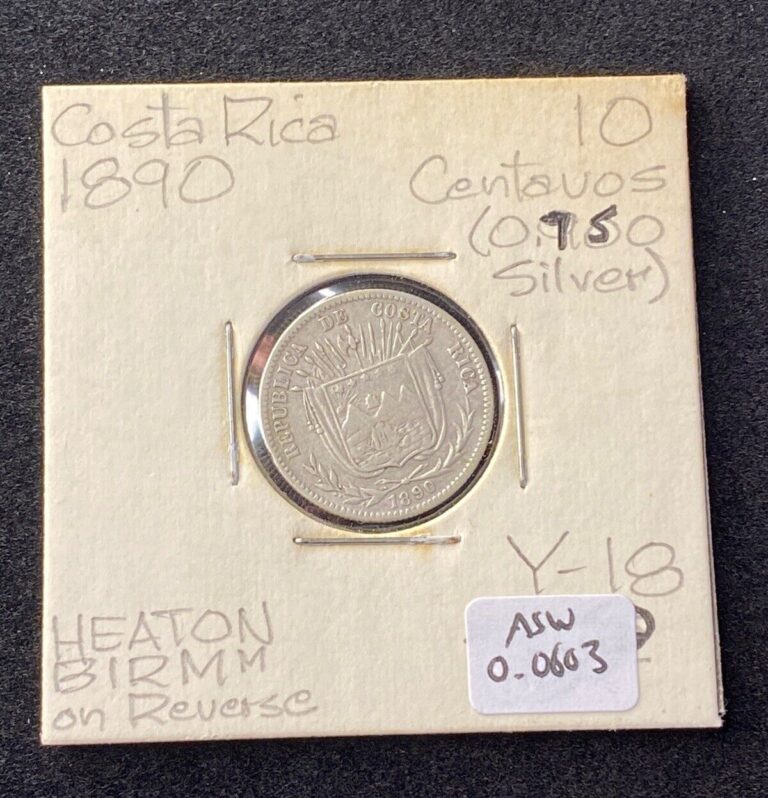 Costa Rica 10
1890 Centavos
(0.750
Silver)
REPUBLICA DE COSTA RICA
1890
Y-18
HEATON
BIRMM
on Reverse
ASW
0.0603